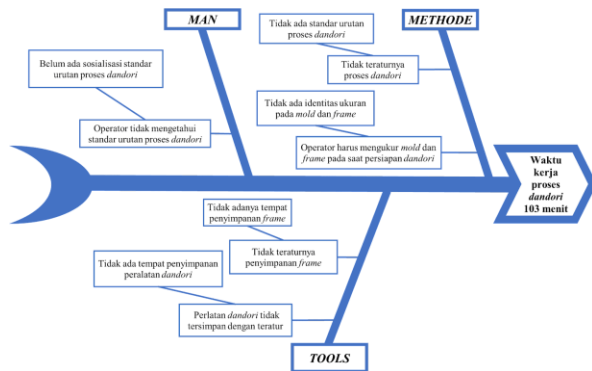 MAN
METHODE
Tidak ada standar urutan
proses dandori
Tidak teraturnya
proses dandori
Belum ada sosialisasi standar
urutan proses dandori
Operator tidak mengetahui
standar urutan proses dandori
Tidak ada identitas ukuran
pada mold dan frame
Operator harus mengukur mold dan
frame pada saat persiapan dandori
Waktu
kerja
proses
dandori
103 menit
Tidak adanya tempat
penyimpanan frame
Tidak teraturnya
penyimpanan frame
Tidak ada tempat penyimpanan
peralatan dandori
Perlatan dandori tidak
tersimpan dengan teratur
TOOLS